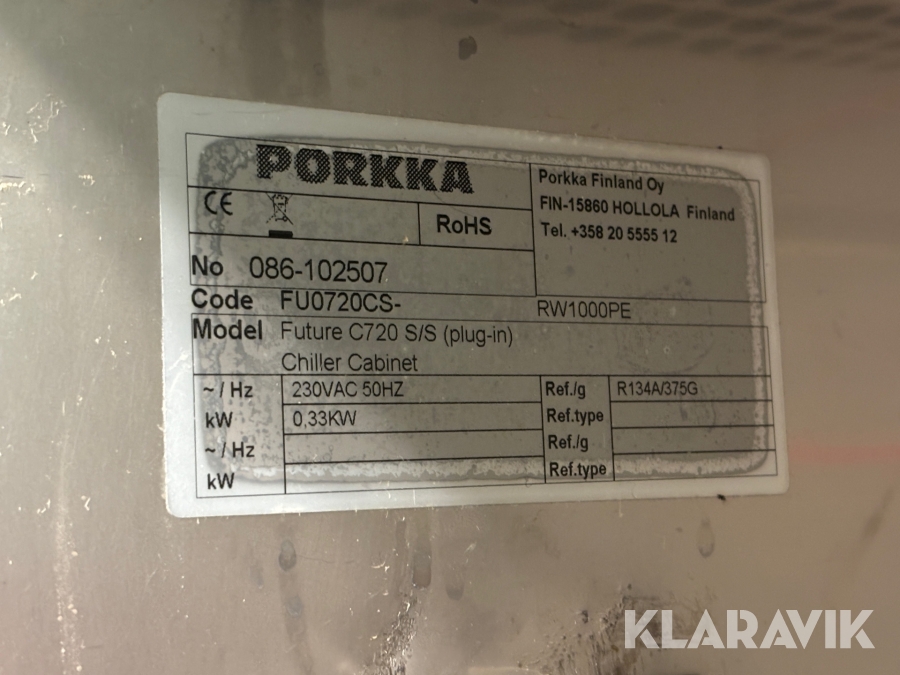 PORKKA
Porkka Finland Oy
FIN-15860 HOLLOLA Finland
Tel. +358 20 5555 12
CE
RoHS
No 086-102507
Code FU0720CS- RW1000PE
Model Future C720 S/S (plug-in)
Chiller Cabinet
~ / Hz 230VAC 50HZ Ref./g R134A/375G
kW 0,33KW Ref.type
~ / Hz Ref./g
kW Ref.type
KLARAVIK